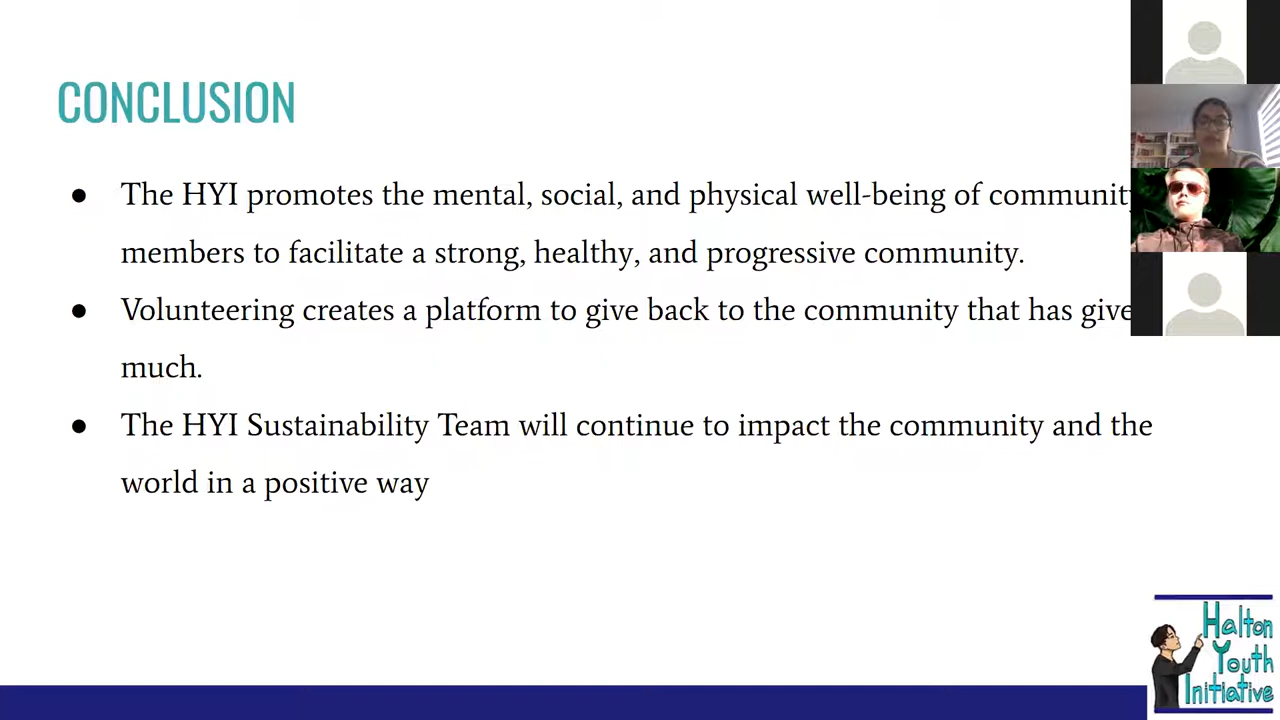 CONCLUSION
● The HYI promotes the mental, social, and physical well-being of community
members to facilitate a strong, healthy, and progressive community.
● Volunteering creates a platform to give back to the community that has give
much.
● The HYI Sustainability Team will continue to impact the community and the
world in a positive way
Halton
Youth
Initiative